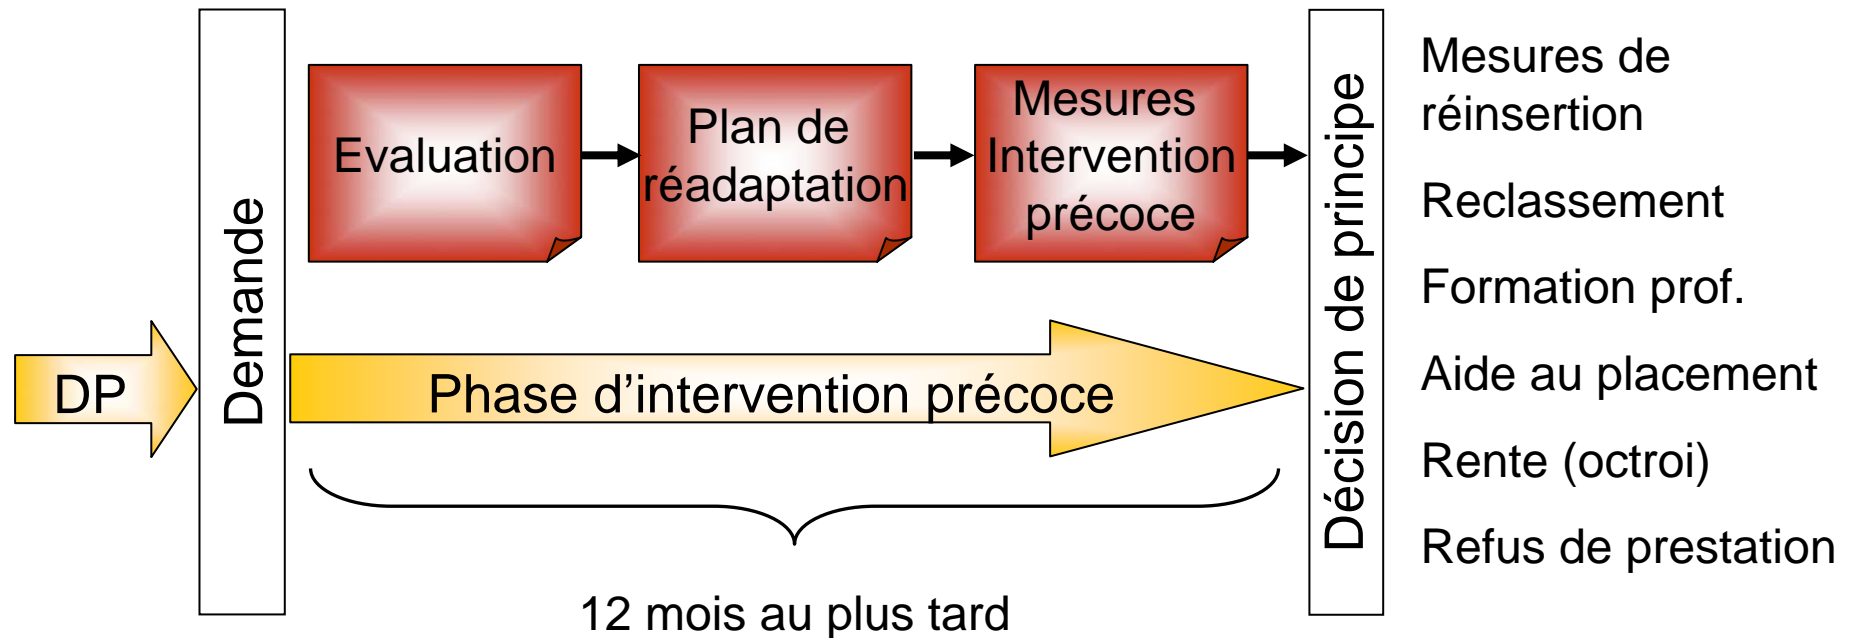 DP
Demande
Evaluation
Plan de
réadaptation
Mesures
Intervention
précoce
Phase d’intervention précoce
12 mois au plus tard
Décision de principe
Mesures de
réinsertion
Reclassement
Formation prof.
Aide au placement
Rente (octroi)
Refus de prestation